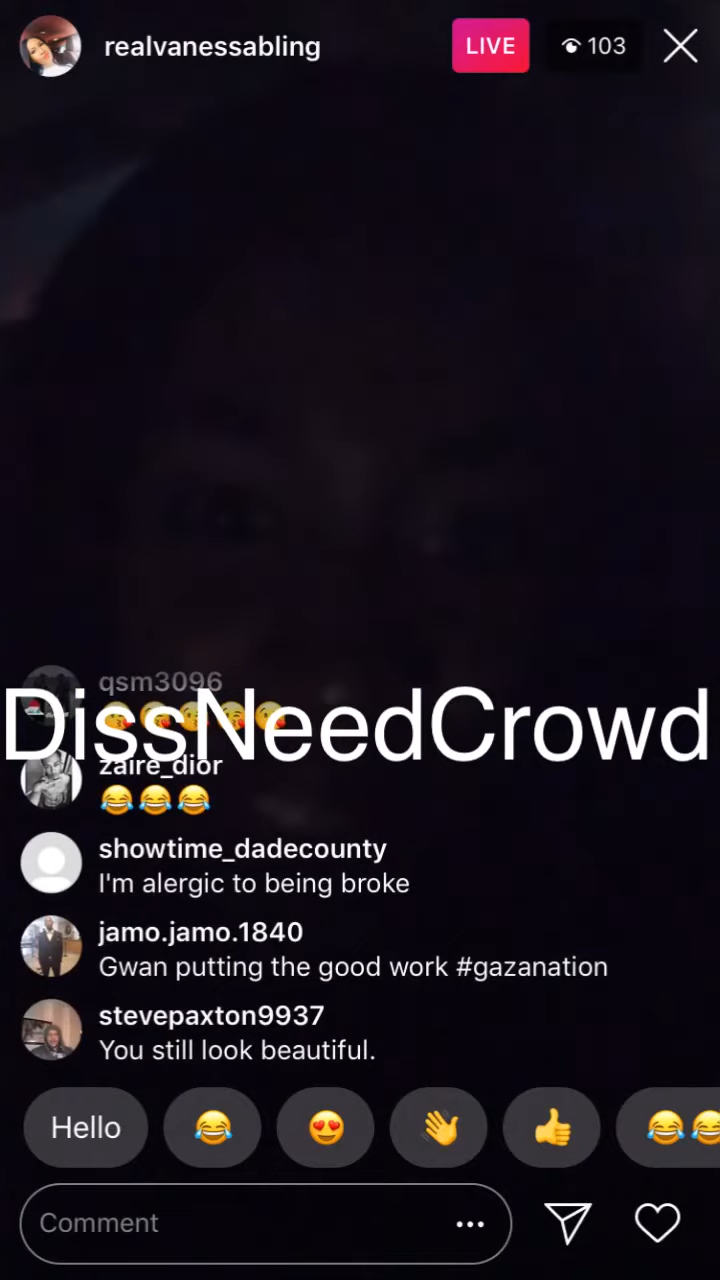 realvanessabling
LIVE
103
qsm3096
😘😘😘😘😘
DissNeedCrowd
zaire_dior
😂😂😂
showtime_dadecounty
I'm alergic to being broke
jamo.jamo.1840
Gwan putting the good work #gazanation
stevepaxton9937
You still look beautiful.
Hello 😂 😍 👋 👍 😂😂
Comment